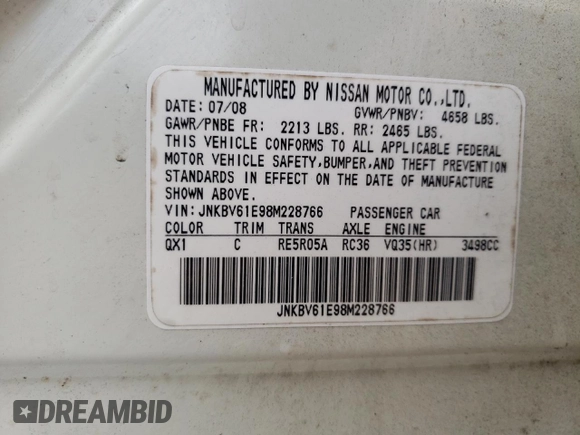 MANUFACTURED BY NISSAN MOTOR CO.,LTD.
DATE: 07/08 GVWR/PNBV: 4658 LBS.
GAWR/PNBE FR: 2213 LBS. RR: 2465 LBS.
THIS VEHICLE CONFORMS TO ALL APPLICABLE FEDERAL
MOTOR VEHICLE SAFETY,BUMPER,AND THEFT PREVENTION
STANDARDS IN EFFECT ON THE DATE OF MANUFACTURE
SHOWN ABOVE.
VIN: JNKBV61E98M228766 PASSENGER CAR
COLOR TRIM TRANS AXLE ENGINE
QX1 C RE5R05A RC36 VQ35(HR) 3498CC
JNKBV61E98M228766
DREAMBID